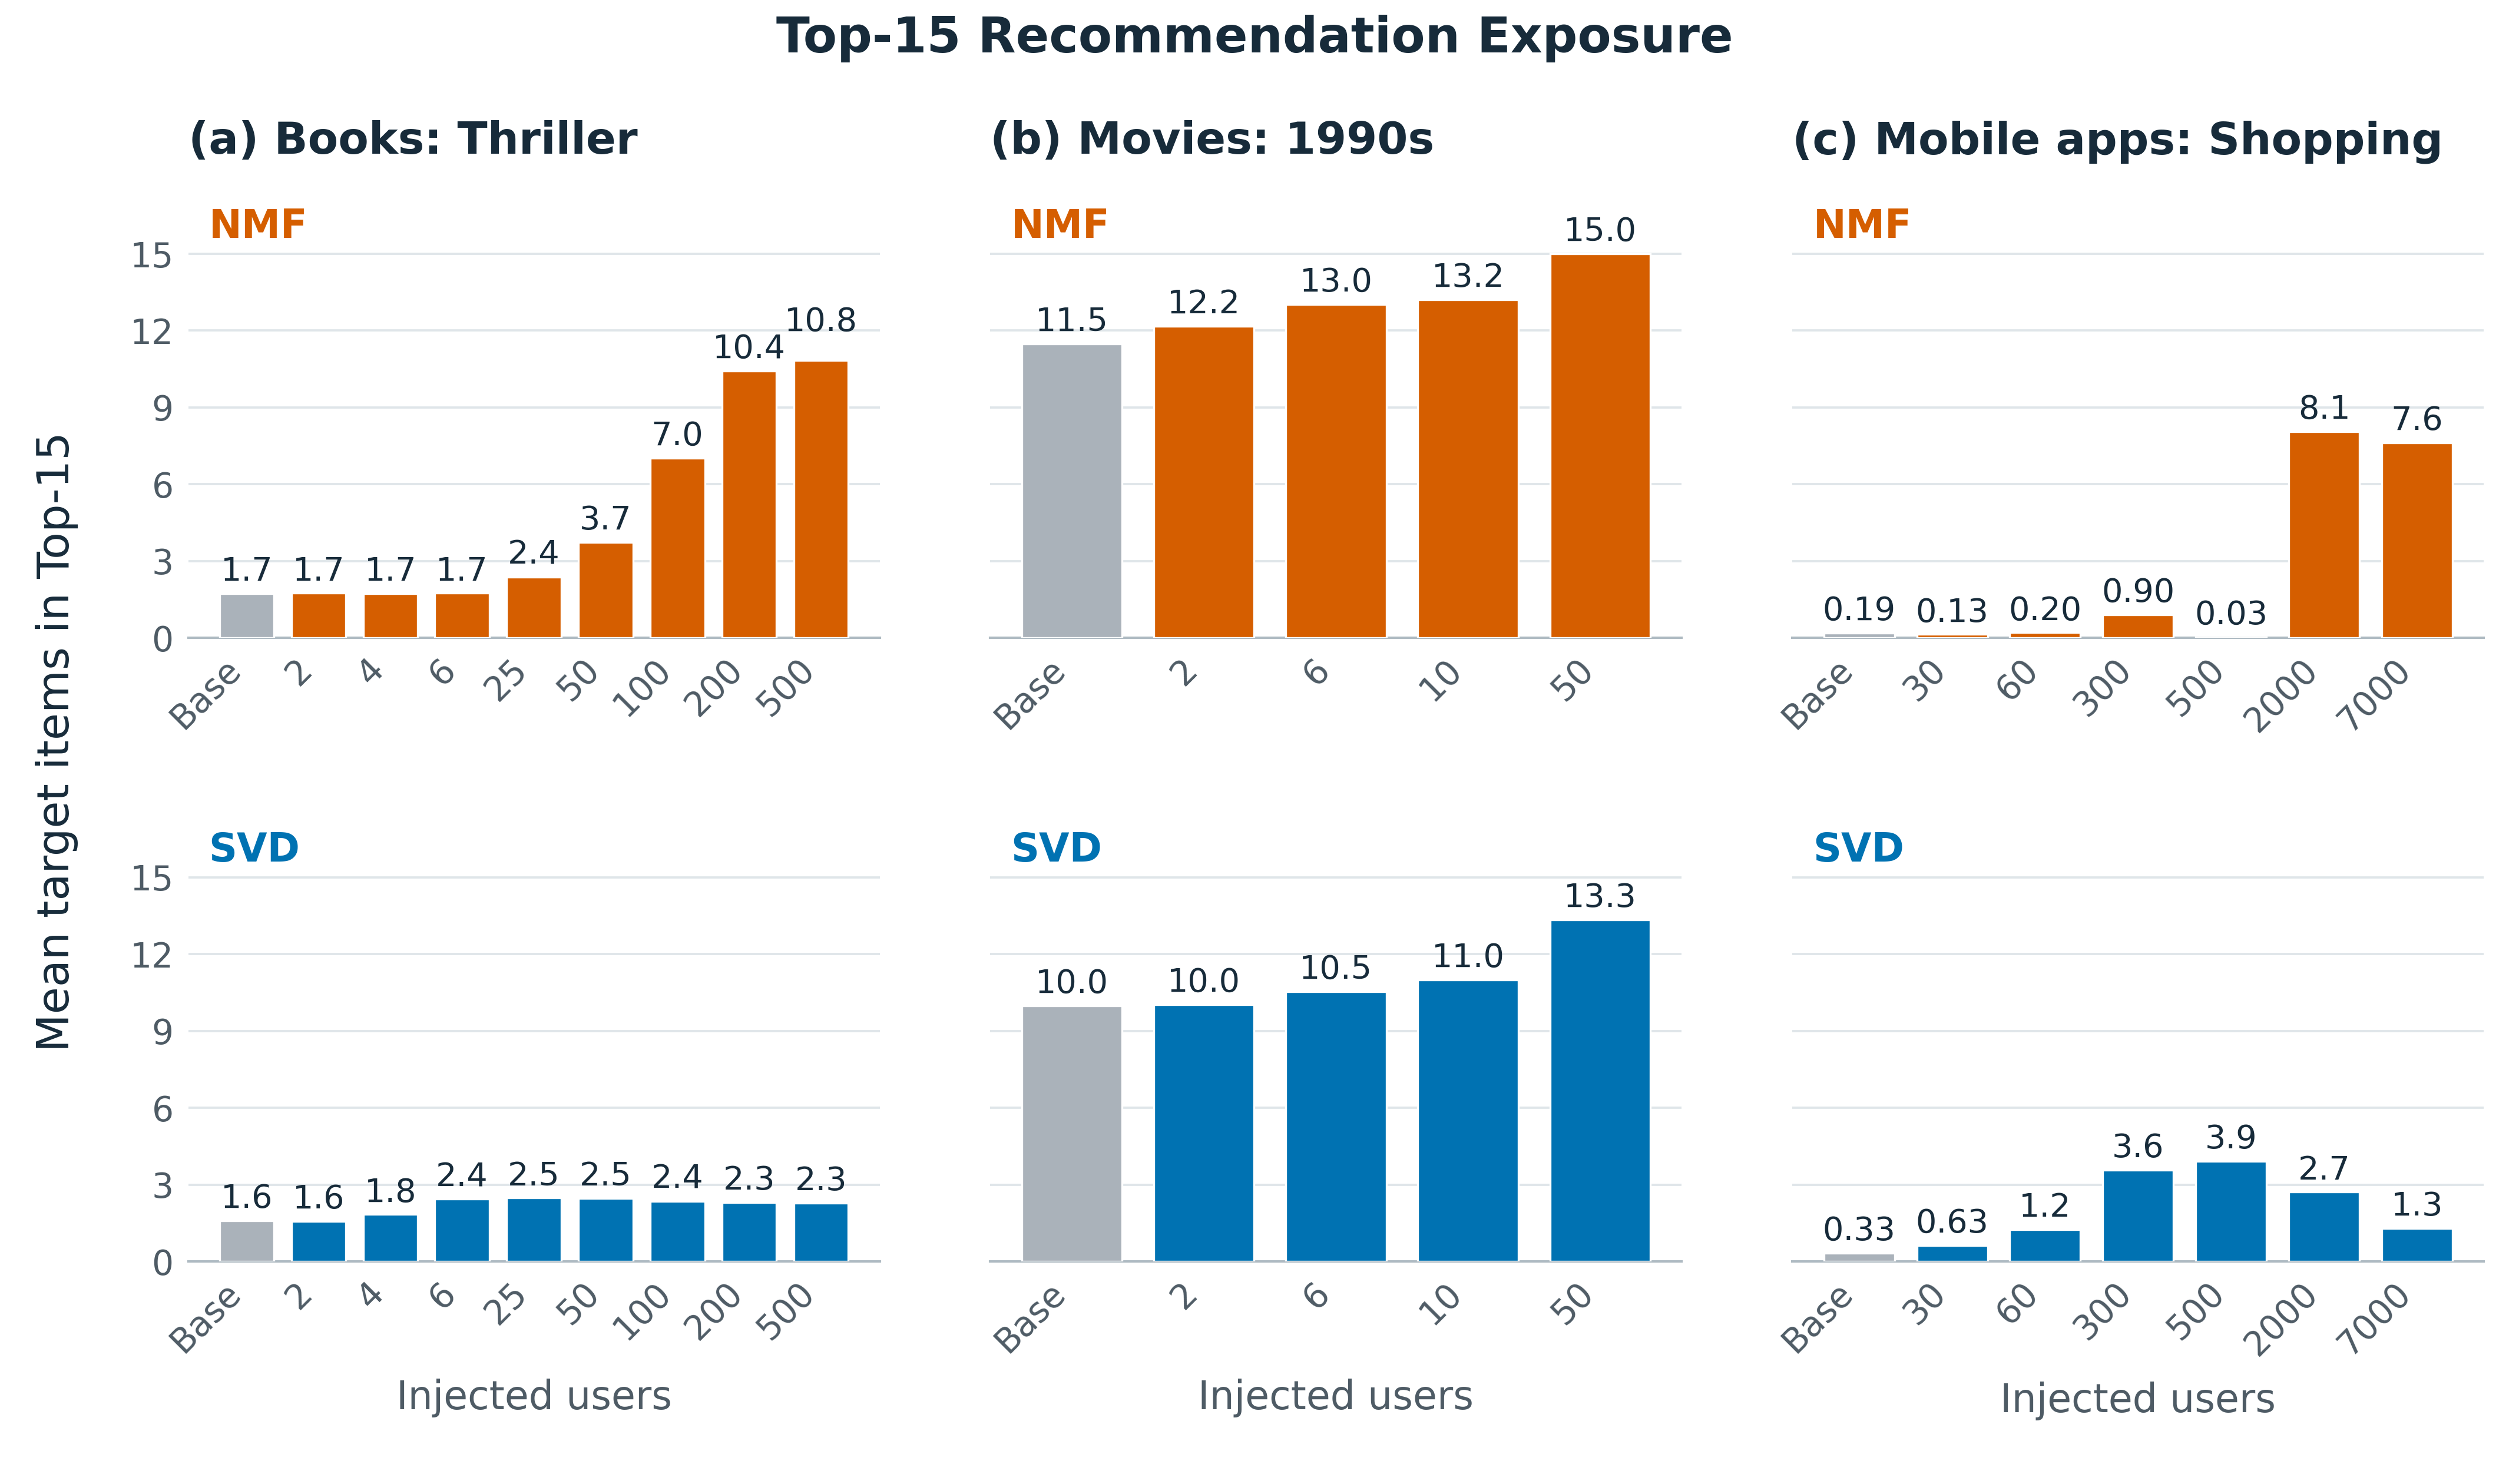 Top-15 Recommendation Exposure
(a) Books: Thriller
(b) Movies: 1990s
(c) Mobile apps: Shopping
Mean target items in Top-15
NMF
15
12
9
6
3
0
1.7 1.7 1.7 1.7 2.4 3.7 7.0 10.4 10.8
Base 2 4 6 25 50 100 200 500
NMF
11.5 12.2 13.0 13.2 15.0
Base 2 6 10 50
NMF
0.19 0.13 0.20 0.90 0.03 8.1 7.6
Base 30 60 300 500 2000 7000
SVD
15
12
9
6
3
0
1.6 1.6 1.8 2.4 2.5 2.5 2.4 2.3 2.3
Base 2 4 6 25 50 100 200 500
Injected users
SVD
10.0 10.0 10.5 11.0 13.3
Base 2 6 10 50
Injected users
SVD
0.33 0.63 1.2 3.6 3.9 2.7 1.3
Base 30 60 300 500 2000 7000
Injected users